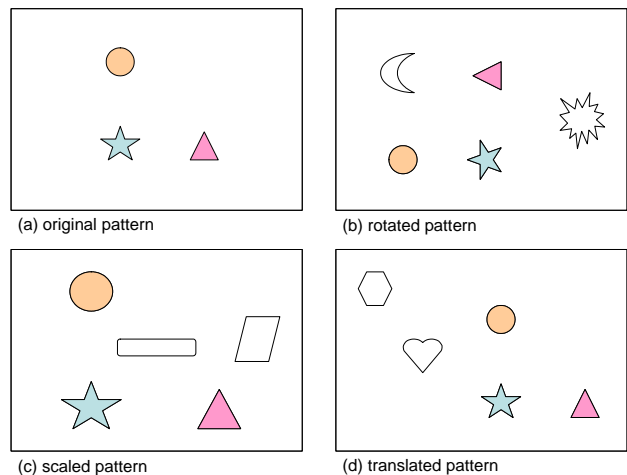 (a) original pattern
(b) rotated pattern
(c) scaled pattern
(d) translated pattern